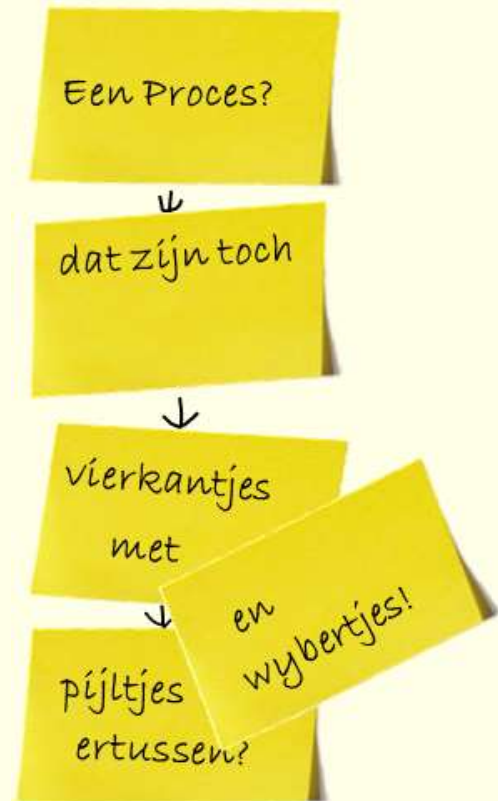 Een Proces?
dat zijn toch
vierkantjes
met
pijltjes
ertussen?
en
wybertjes!